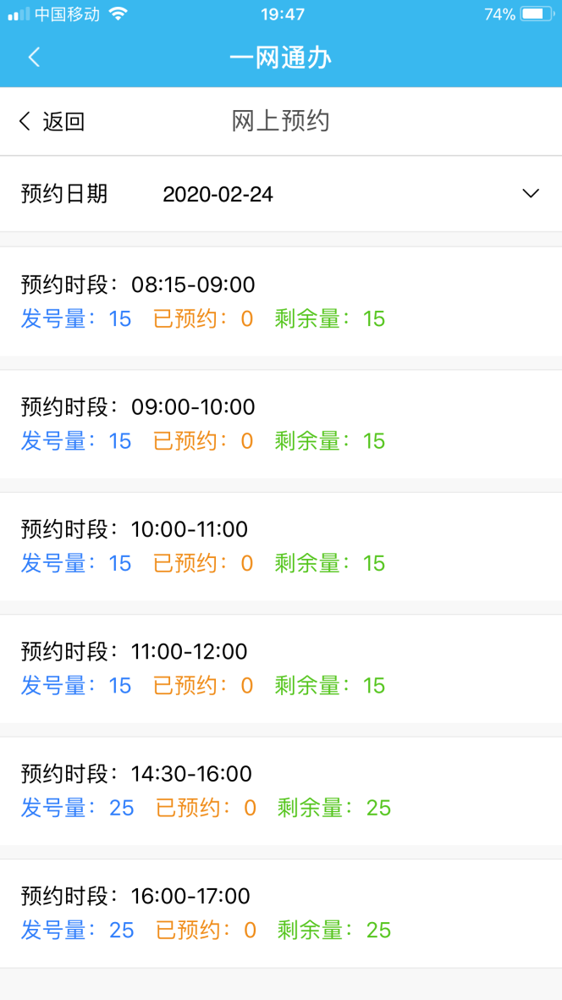 中国移动 19:47 74%
一网通办
返回 网上预约
预约日期 2020-02-24
预约时段：08:15-09:00
发号量：15 已预约：0 剩余量：15
预约时段：09:00-10:00
发号量：15 已预约：0 剩余量：15
预约时段：10:00-11:00
发号量：15 已预约：0 剩余量：15
预约时段：11:00-12:00
发号量：15 已预约：0 剩余量：15
预约时段：14:30-16:00
发号量：25 已预约：0 剩余量：25
预约时段：16:00-17:00
发号量：25 已预约：0 剩余量：25